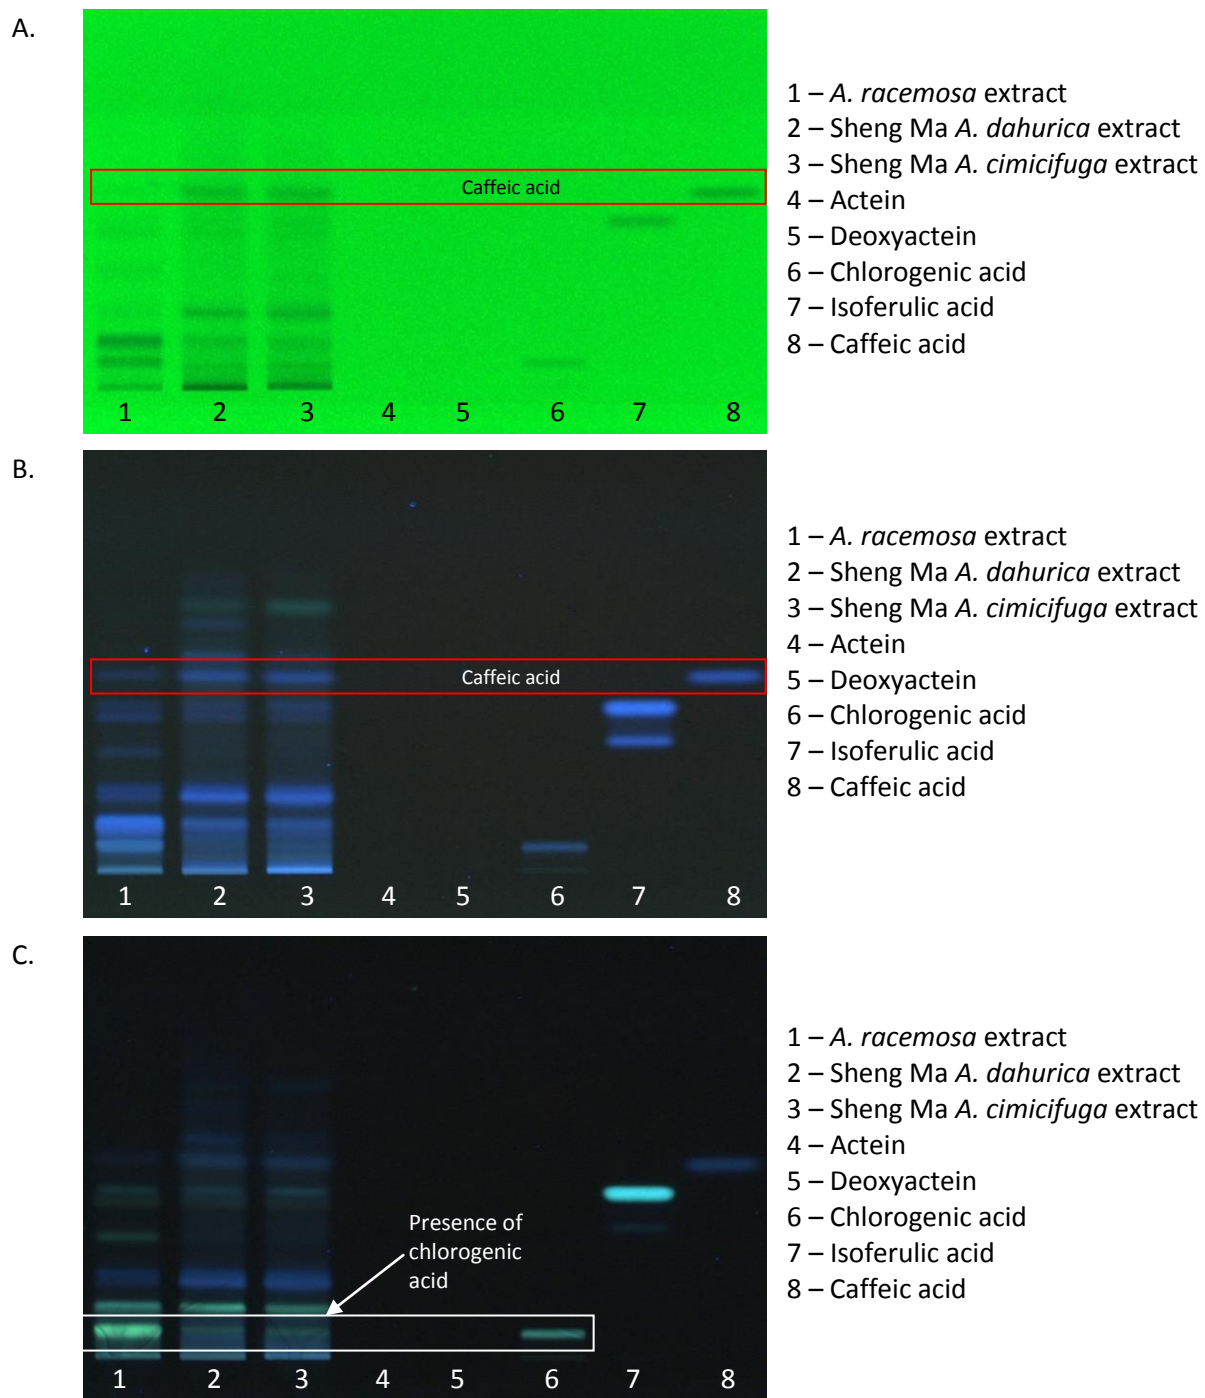 A.
Caffeic acid
1 2 3 4 5 6 7 8
1 – A. racemosa extract
2 – Sheng Ma A. dahurica extract
3 – Sheng Ma A. cimicifuga extract
4 – Actein
5 – Deoxyactein
6 – Chlorogenic acid
7 – Isoferulic acid
8 – Caffeic acid
B.
Caffeic acid
1 2 3 4 5 6 7 8
1 – A. racemosa extract
2 – Sheng Ma A. dahurica extract
3 – Sheng Ma A. cimicifuga extract
4 – Actein
5 – Deoxyactein
6 – Chlorogenic acid
7 – Isoferulic acid
8 – Caffeic acid
C.
Presence of
chlorogenic
acid
1 2 3 4 5 6 7 8
1 – A. racemosa extract
2 – Sheng Ma A. dahurica extract
3 – Sheng Ma A. cimicifuga extract
4 – Actein
5 – Deoxyactein
6 – Chlorogenic acid
7 – Isoferulic acid
8 – Caffeic acid